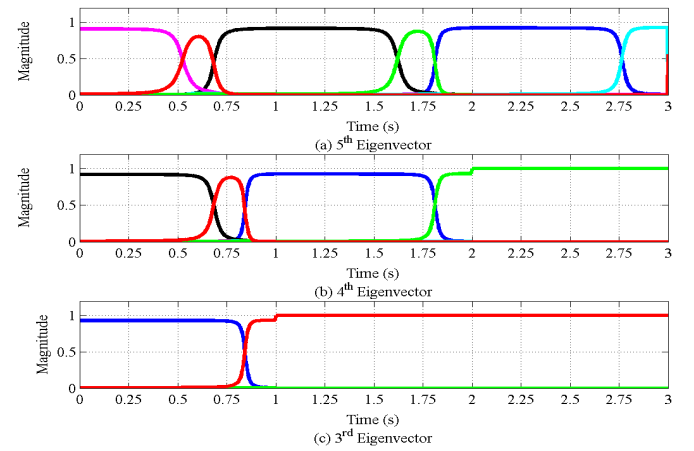 Magnitude
1
0.5
0
0 0.25 0.5 0.75 1 1.25 1.5 1.75 2 2.25 2.5 2.75 3
Time (s)
(a) 5th Eigenvector
Magnitude
1
0.5
0
0 0.25 0.5 0.75 1 1.25 1.5 1.75 2 2.25 2.5 2.75 3
Time (s)
(b) 4th Eigenvector
Magnitude
1
0.5
0
0 0.25 0.5 0.75 1 1.25 1.5 1.75 2 2.25 2.5 2.75 3
Time (s)
(c) 3rd Eigenvector